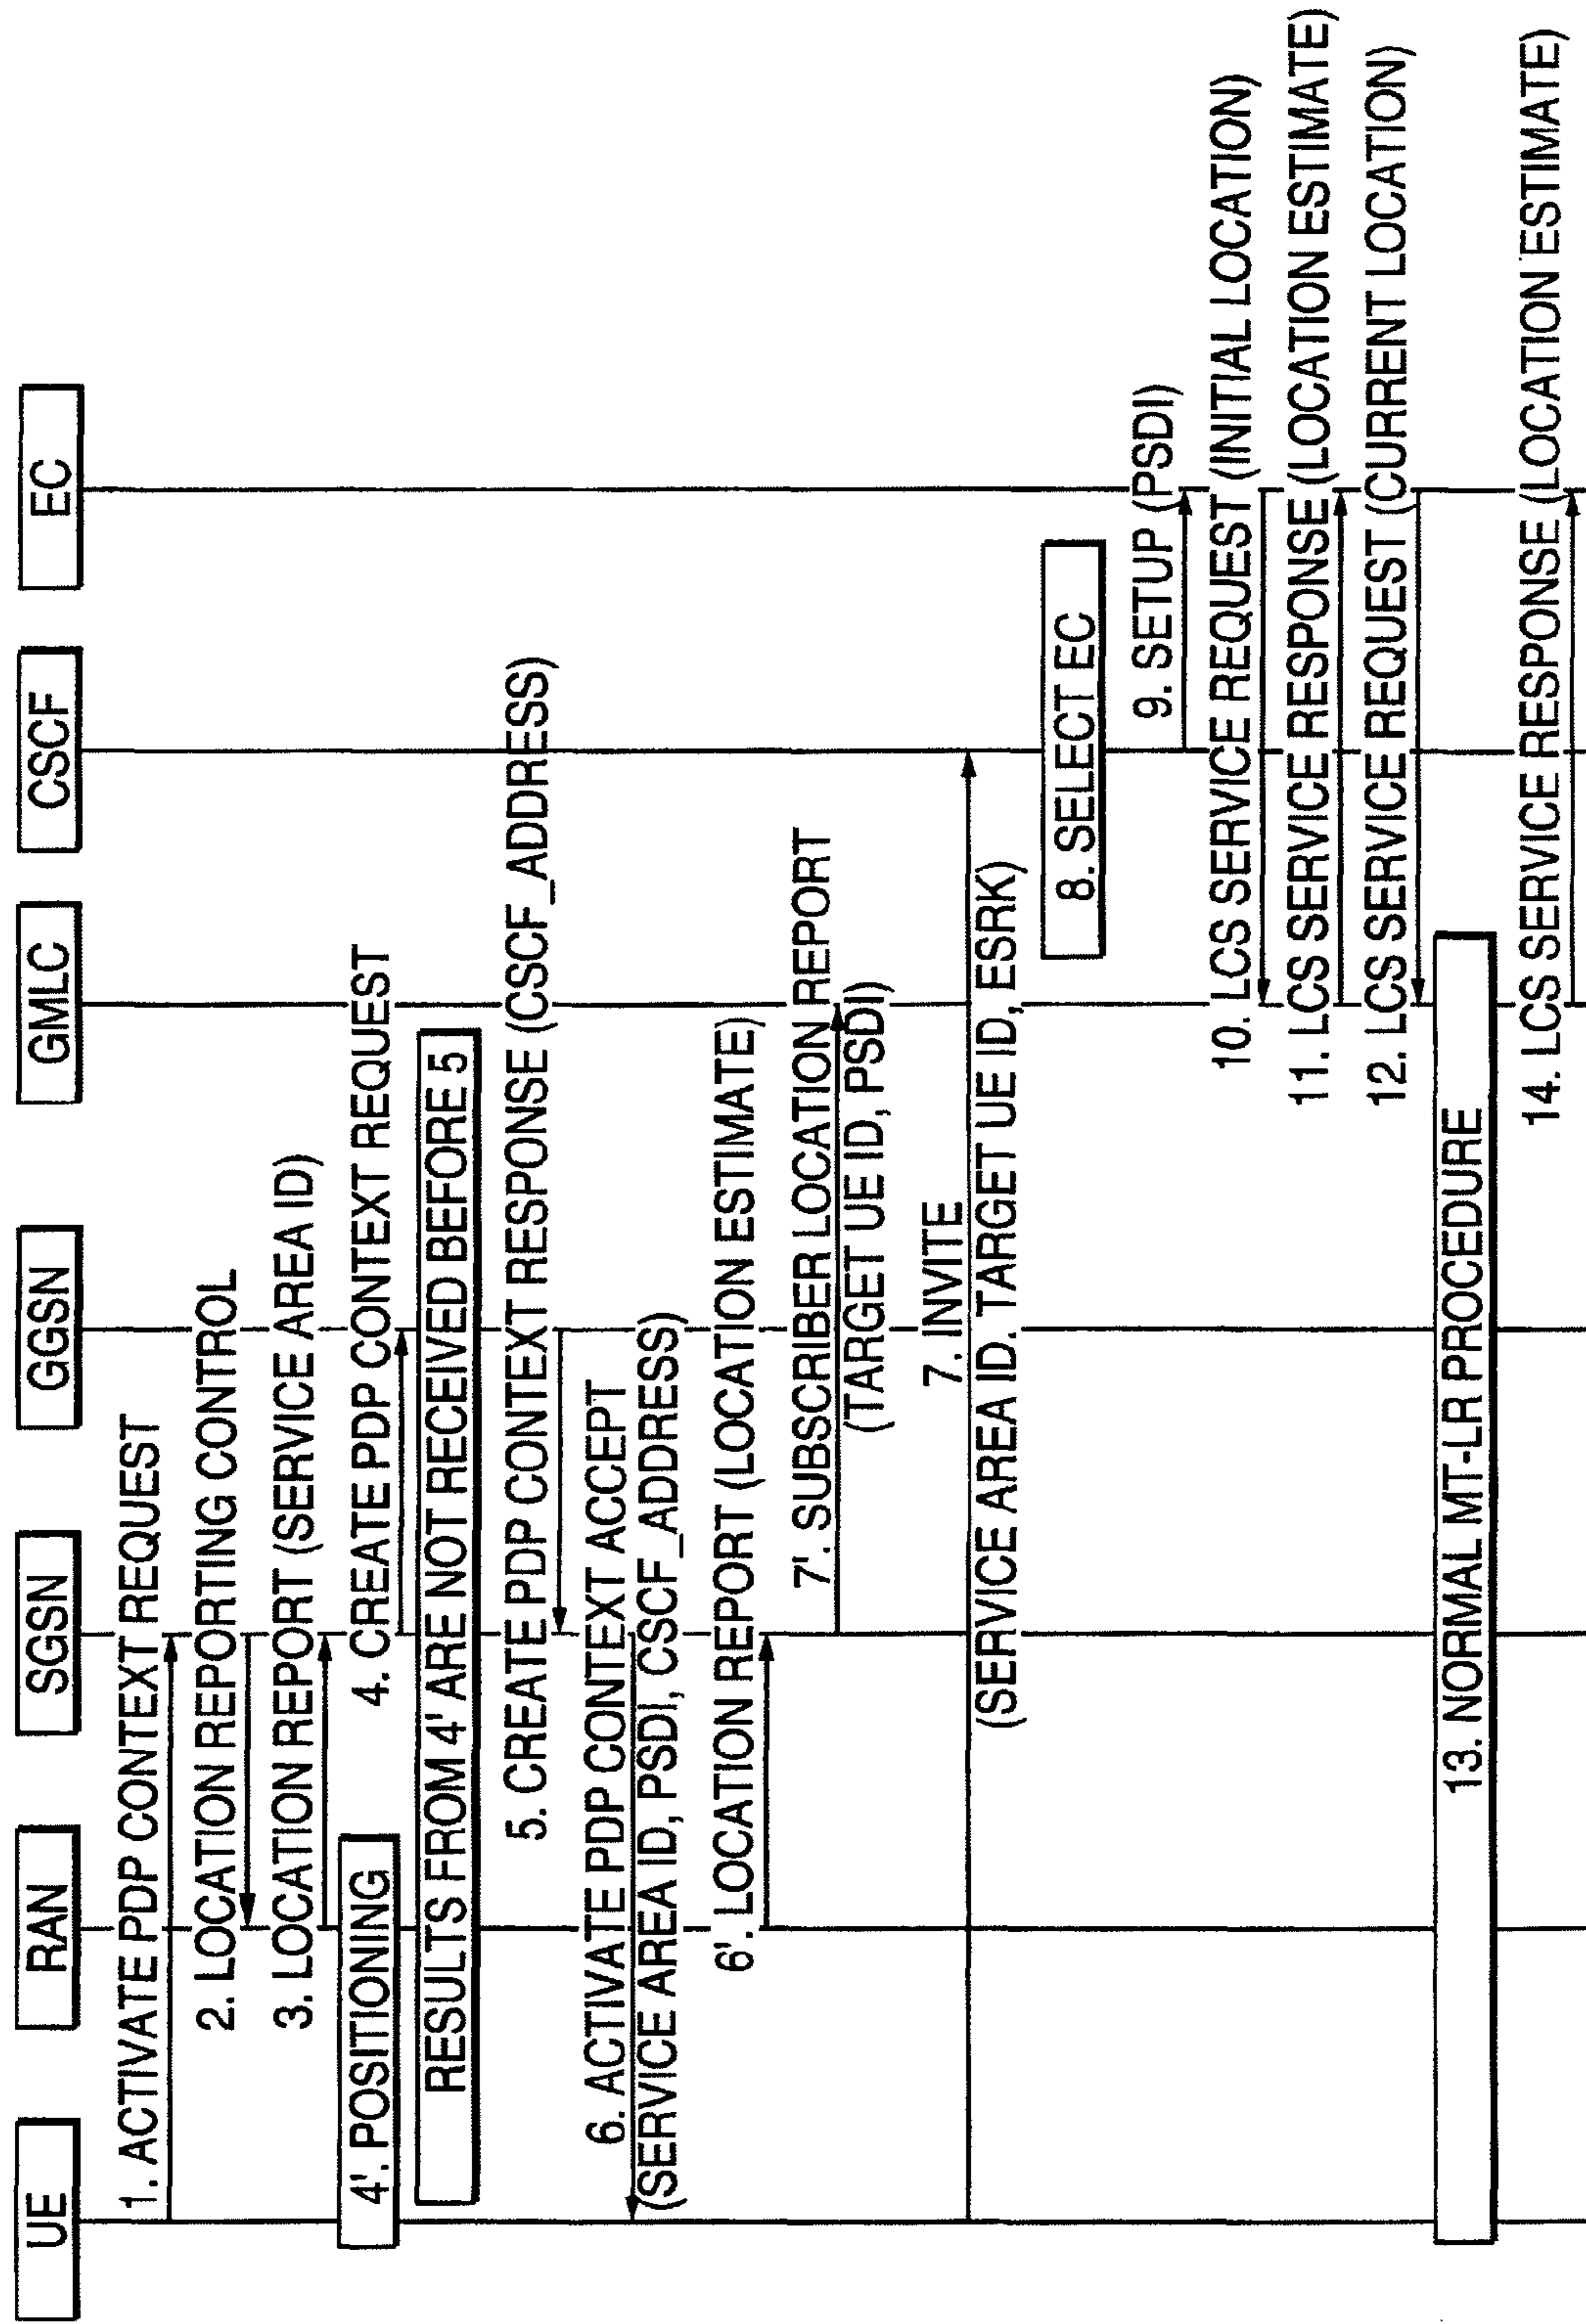 UE
RAN
SGSN
GGSN
GMLC
CSCF
EC
1. ACTIVATE PDP CONTEXT REQUEST
2. LOCATION REPORTING CONTROL
3. LOCATION REPORT (SERVICE AREA ID)
4'. POSITIONING
4. CREATE PDP CONTEXT REQUEST
RESULTS FROM 4' ARE NOT RECEIVED BEFORE 5
5. CREATE PDP CONTEXT RESPONSE (CSCF_ADDRESS)
6. ACTIVATE PDP CONTEXT ACCEPT
(SERVICE AREA ID, PSDI, CSCF_ADDRESS)
6'. LOCATION REPORT (LOCATION ESTIMATE)
7'. SUBSCRIBER LOCATION REPORT
(TARGET UE ID, PSDI)
7. INVITE
(SERVICE AREA ID. TARGET UE ID, ESRK)
8. SELECT EC
9. SETUP (PSDI)
10. LCS SERVICE REQUEST (INITIAL LOCATION)
11. LCS SERVICE RESPONSE (LOCATION ESTIMATE)
12. LCS SERVICE REQUEST (CURRENT LOCATION)
13. NORMAL MT-LR PROCEDURE
14. LCS SERVICE RESPONSE (LOCATION ESTIMATE)